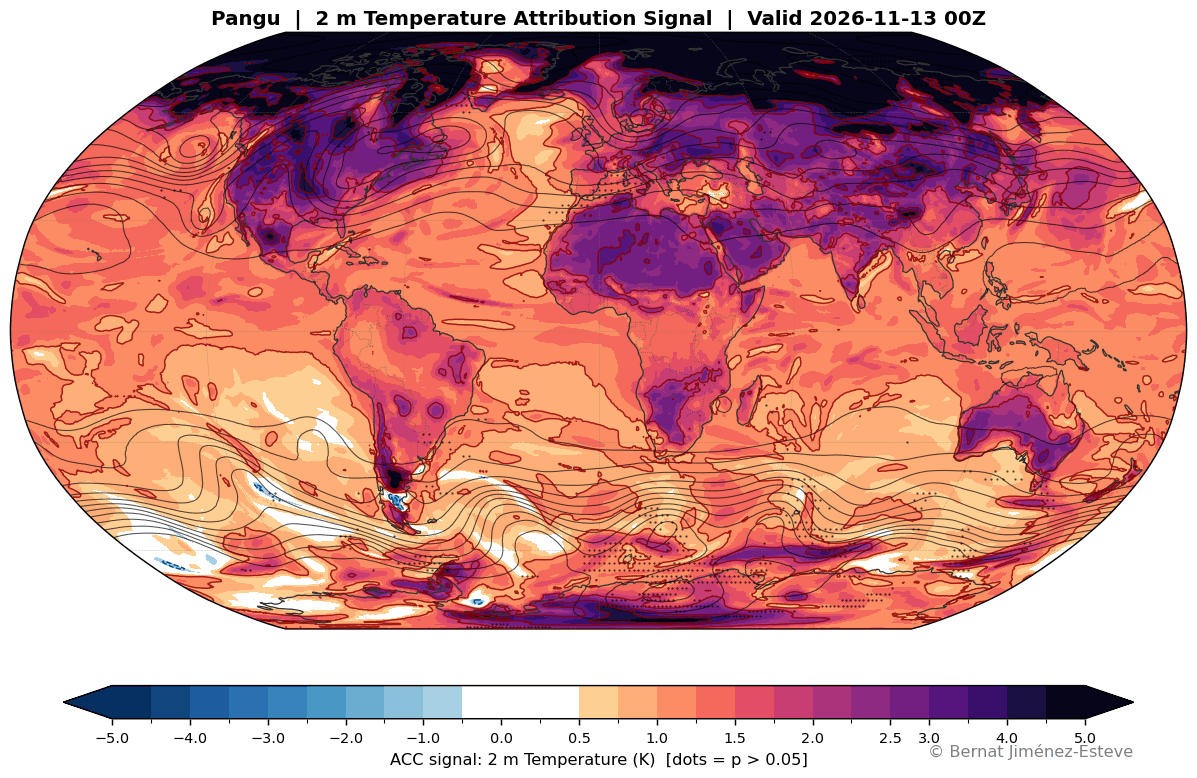 Pangu | 2 m Temperature Attribution Signal | Valid 2026-11-13 00Z
−5.0 −4.0 −3.0 −2.0 −1.0 0.0 0.5 1.0 1.5 2.0 2.5 3.0 4.0 5.0
ACC signal: 2 m Temperature (K) [dots = p > 0.05]
© Bernat Jiménez-Esteve